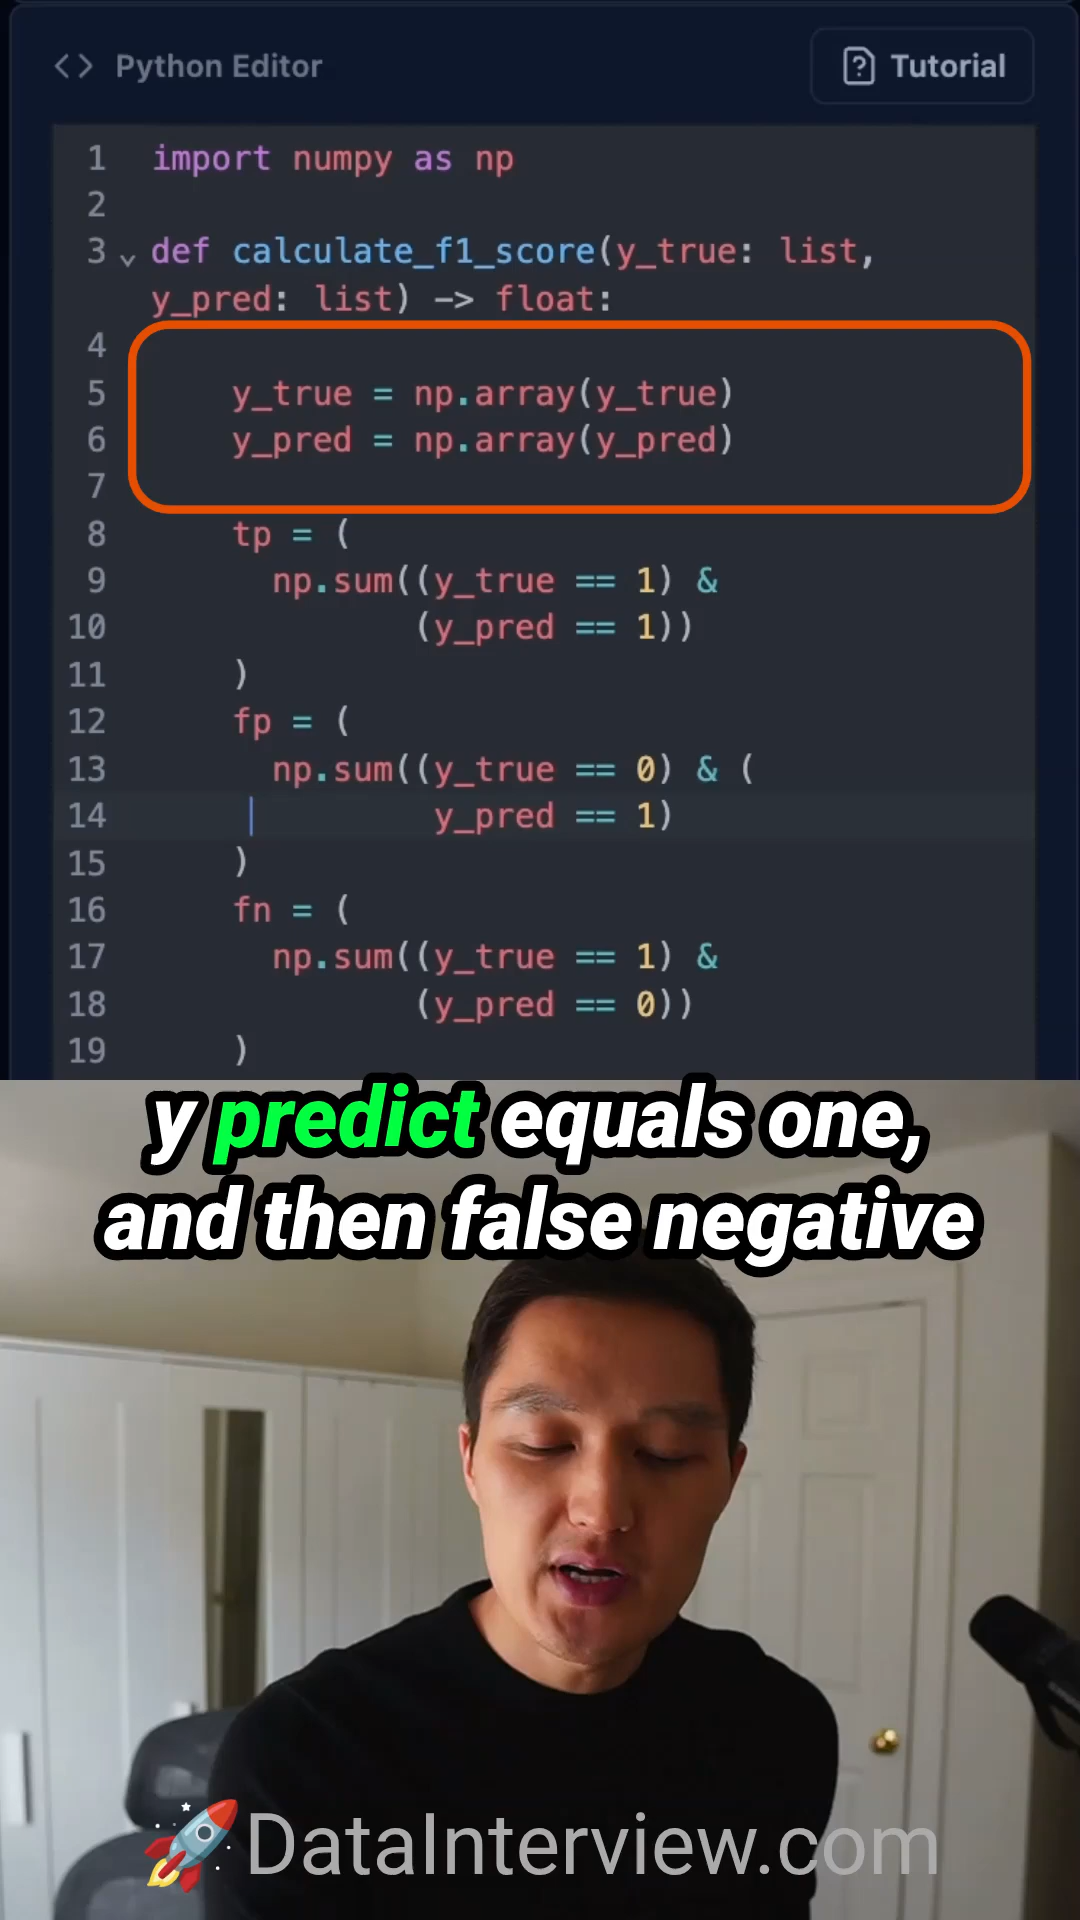 <> Python Editor
Tutorial
1 import numpy as np
2
3 def calculate_f1_score(y_true: list,
y_pred: list) -> float:
4
5 y_true = np.array(y_true)
6 y_pred = np.array(y_pred)
7
8 tp = (
9 np.sum((y_true == 1) &
10 (y_pred == 1))
11 )
12 fp = (
13 np.sum((y_true == 0) & (
14 y_pred == 1)
15 )
16 fn = (
17 np.sum((y_true == 1) &
18 (y_pred == 0))
19 )
y predict equals one,
and then false negative
DataInterview.com